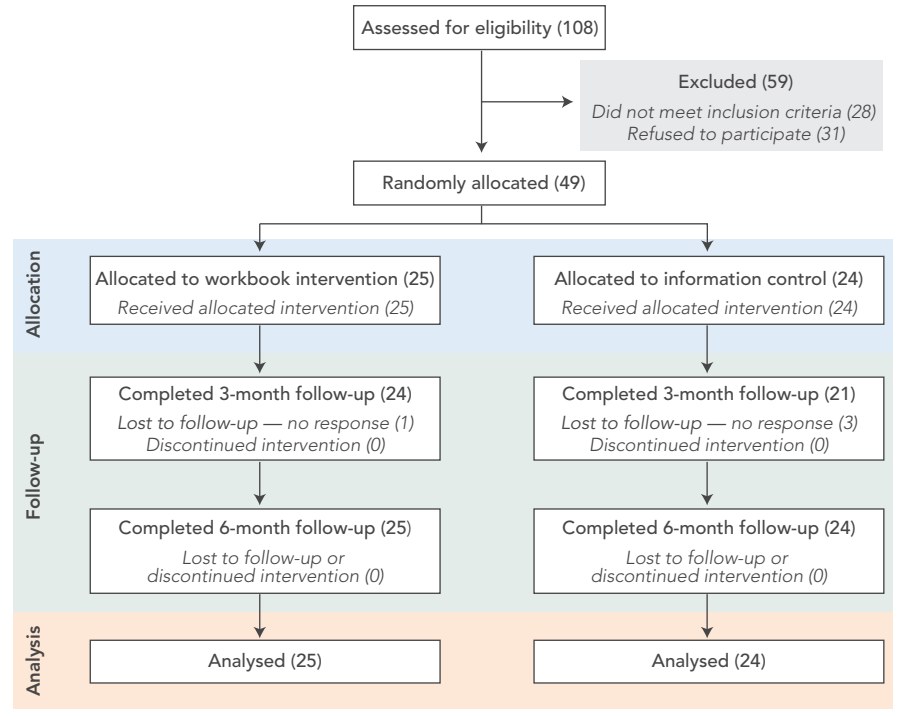 Assessed for eligibility (108)
Excluded (59)
Did not meet inclusion criteria (28)
Refused to participate (31)
Randomly allocated (49)
Allocation
Allocated to workbook intervention (25)
Received allocated intervention (25)
Allocated to information control (24)
Received allocated intervention (24)
Follow-up
Completed 3-month follow-up (24)
Lost to follow-up — no response (1)
Discontinued intervention (0)
Completed 3-month follow-up (21)
Lost to follow-up — no response (3)
Discontinued intervention (0)
Completed 6-month follow-up (25)
Lost to follow-up or
discontinued intervention (0)
Completed 6-month follow-up (24)
Lost to follow-up or
discontinued intervention (0)
Analysis
Analysed (25)
Analysed (24)